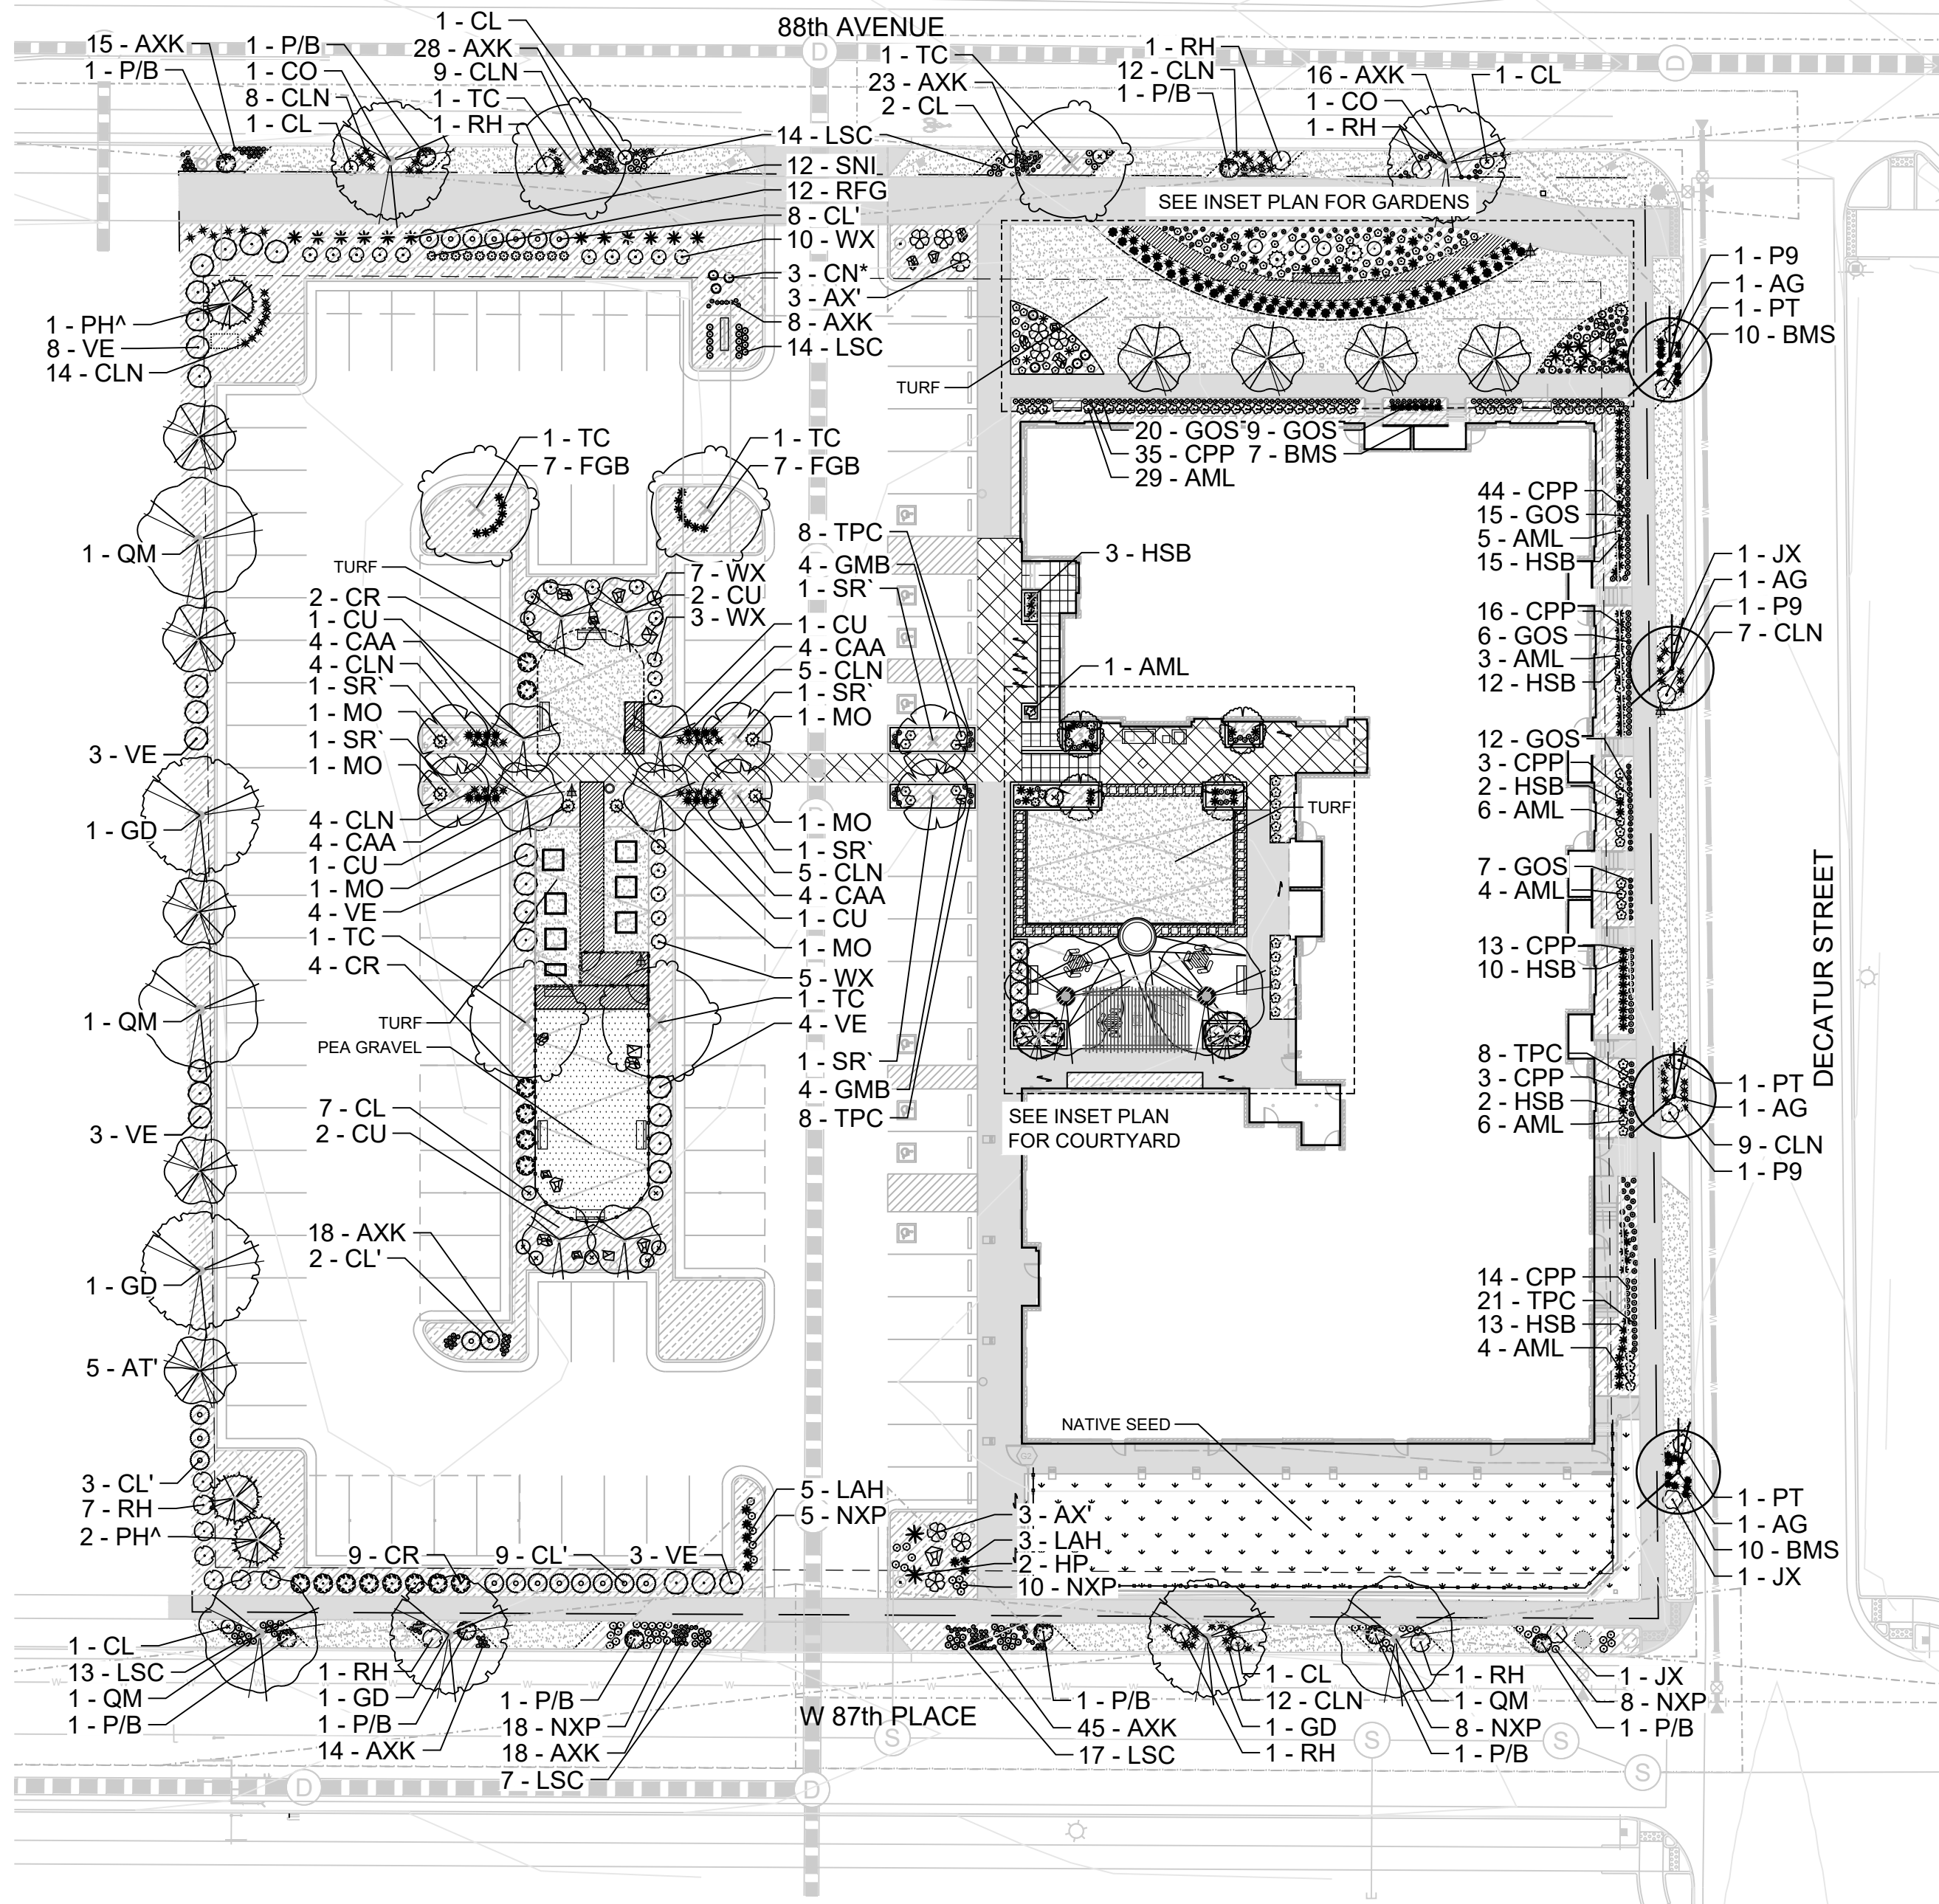 88th AVENUE
15 - AXK
1 - P/B
1 - P/B
1 - CO
8 - CLN
1 - CL
1 - CL
28 - AXK
9 - CLN
1 - TC
1 - RH
1 - TC
23 - AXK
2 - CL
14 - LSC
12 - SNI
12 - RFG
8 - CL'
10 - WX
3 - CN*
3 - AX'
8 - AXK
14 - LSC
1 - RH
12 - CLN
1 - P/B
16 - AXK
1 - CO
1 - RH
1 - CL
D
D
SEE INSET PLAN FOR GARDENS
1 - P9
1 - AG
1 - PT
10 - BMS
1 - PH^
8 - VE
14 - CLN
TURF
20 - GOS
35 - CPP
29 - AML
9 - GOS
7 - BMS
1 - TC
7 - FGB
1 - TC
7 - FGB
1 - QM
TURF
2 - CR
1 - CU
4 - CAA
4 - CLN
1 - SR`
1 - MO
1 - SR`
1 - MO
7 - WX
2 - CU
3 - WX
8 - TPC
4 - GMB
1 - SR`
1 - CU
4 - CAA
5 - CLN
1 - SR`
1 - MO
3 - HSB
1 - AML
44 - CPP
15 - GOS
5 - AML
15 - HSB
16 - CPP
6 - GOS
3 - AML
12 - HSB
1 - JX
1 - AG
1 - P9
7 - CLN
12 - GOS
3 - CPP
2 - HSB
6 - AML
3 - VE
1 - GD
4 - CLN
4 - CAA
1 - CU
1 - MO
4 - VE
1 - TC
4 - CR
D
1 - MO
1 - SR`
5 - CLN
4 - CAA
1 - CU
1 - MO
5 - WX
1 - TC
4 - VE
1 - SR`
4 - GMB
8 - TPC
TURF
7 - GOS
4 - AML
13 - CPP
10 - HSB
DECATUR STREET
1 - QM
TURF
PEA GRAVEL
7 - CL
2 - CU
3 - VE
SEE INSET PLAN
FOR COURTYARD
8 - TPC
3 - CPP
2 - HSB
6 - AML
1 - PT
1 - AG
9 - CLN
1 - P9
18 - AXK
2 - CL'
1 - GD
5 - AT'
14 - CPP
21 - TPC
13 - HSB
4 - AML
NATIVE SEED
3 - CL'
7 - RH
2 - PH^
5 - LAH
5 - NXP
3 - AX'
3 - LAH
2 - HP
10 - NXP
9 - CR
9 - CL'
3 - VE
1 - PT
1 - AG
10 - BMS
1 - JX
1 - CL
13 - LSC
1 - QM
1 - P/B
1 - RH
1 - GD
1 - P/B
14 - AXK
1 - P/B
18 - NXP
18 - AXK
7 - LSC
W 87th PLACE
1 - P/B
45 - AXK
17 - LSC
1 - CL
12 - CLN
1 - GD
1 - RH
1 - RH
1 - QM
8 - NXP
1 - P/B
1 - JX
8 - NXP
1 - P/B
S
S
S
S
D
D